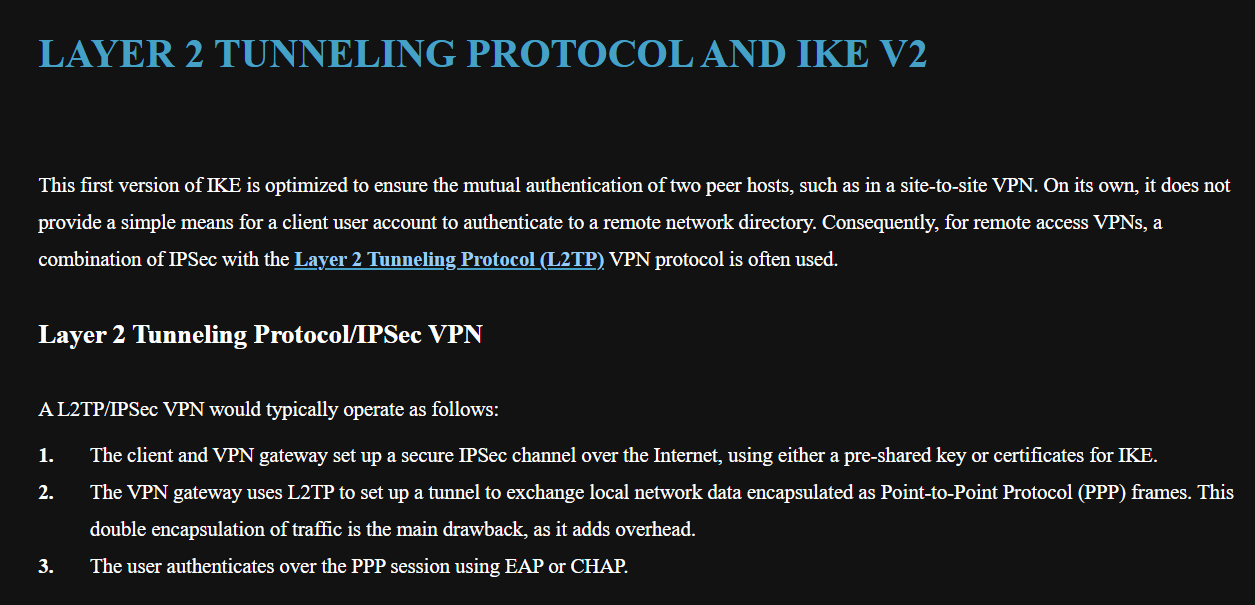 LAYER 2 TUNNELING PROTOCOL AND IKE V2
This first version of IKE is optimized to ensure the mutual authentication of two peer hosts, such as in a site-to-site VPN. On its own, it does not
provide a simple means for a client user account to authenticate to a remote network directory. Consequently, for remote access VPNs, a
combination of IPSec with the Layer 2 Tunneling Protocol (L2TP) VPN protocol is often used.
Layer 2 Tunneling Protocol/IPSec VPN
A L2TP/IPSec VPN would typically operate as follows:
1. The client and VPN gateway set up a secure IPSec channel over the Internet, using either a pre-shared key or certificates for IKE.
2. The VPN gateway uses L2TP to set up a tunnel to exchange local network data encapsulated as Point-to-Point Protocol (PPP) frames. This
double encapsulation of traffic is the main drawback, as it adds overhead.
3. The user authenticates over the PPP session using EAP or CHAP.